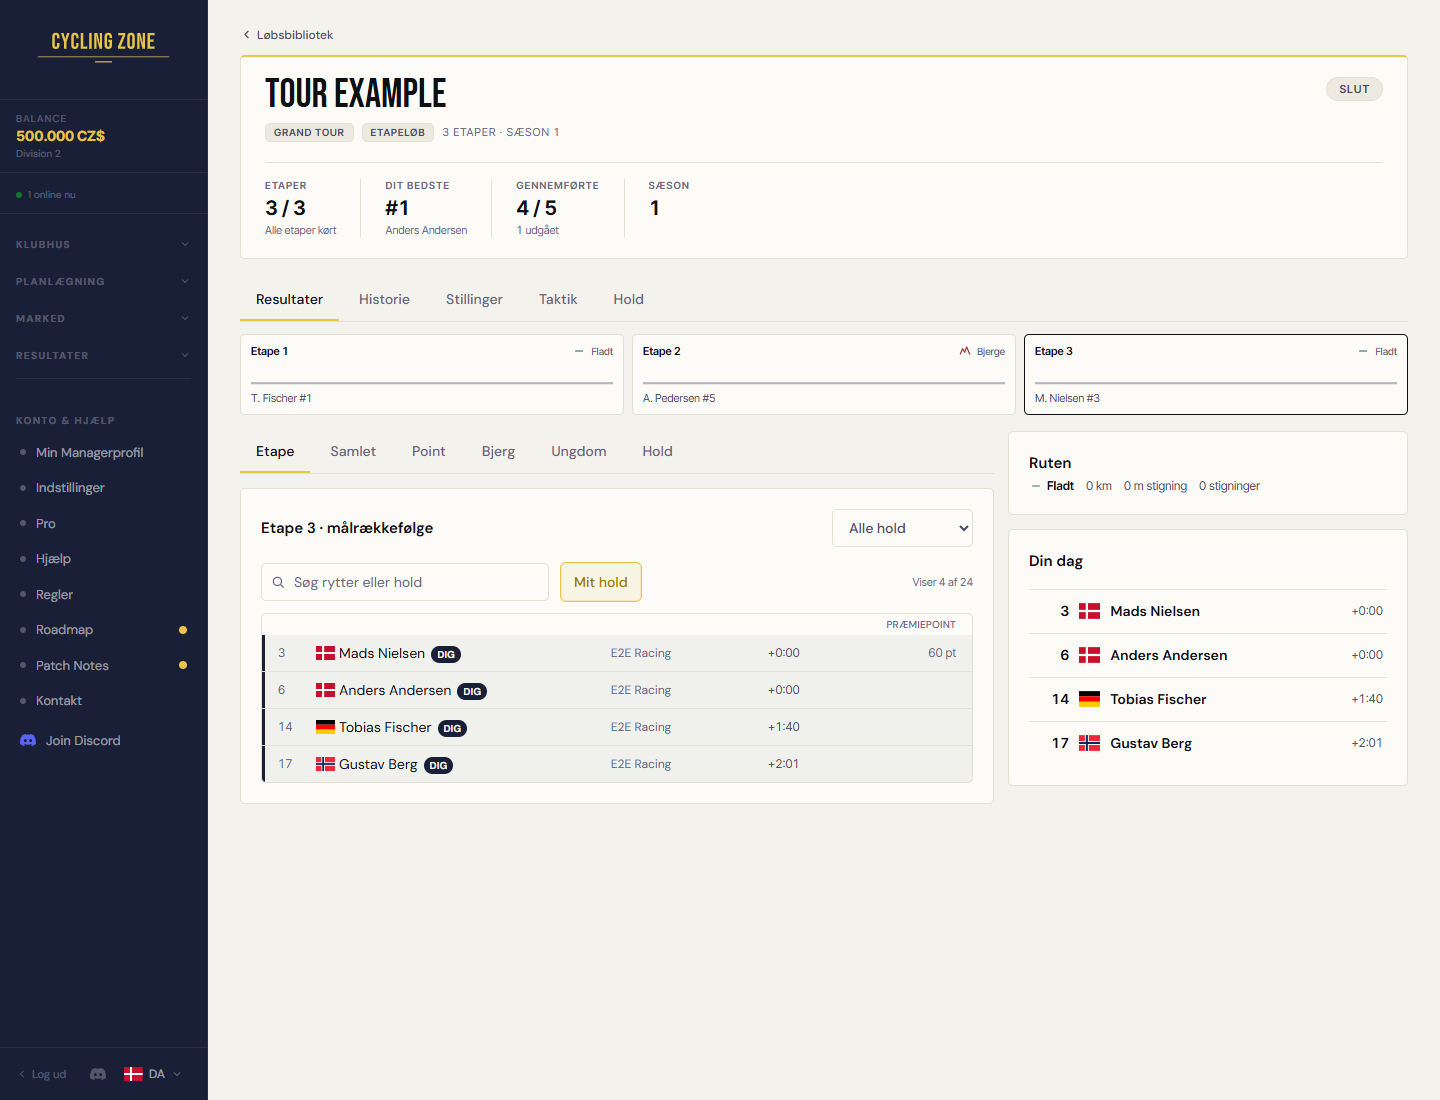 CYCLING ZONE
BALANCE
500.000 CZ$
Division 2
1 online nu
KLUBHUS
PLANLÆGNING
MARKED
RESULTATER
KONTO & HJÆLP
Min Managerprofil
Indstillinger
Pro
Hjælp
Regler
Roadmap
Patch Notes
Kontakt
Join Discord
Log ud
DA
Løbsbibliotek
TOUR EXAMPLE
SLUT
GRAND TOUR ETAPELØB 3 ETAPER · SÆSON 1
ETAPER DIT BEDSTE GENNEMFØRTE SÆSON
3 / 3 #1 4 / 5 1
Alle etaper kørt Anders Andersen 1 udgået
Resultater Historie Stillinger Taktik Hold
Etape 1 Fladt
T. Fischer #1
Etape 2 Bjerge
A. Pedersen #5
Etape 3 Fladt
M. Nielsen #3
Etape Samlet Point Bjerg Ungdom Hold
Etape 3 · målrækkefølge Alle hold
Søg rytter eller hold Mit hold Viser 4 af 24
PRÆMIEPOINT
3 Mads Nielsen DIG E2E Racing +0:00 60 pt
6 Anders Andersen DIG E2E Racing +0:00
14 Tobias Fischer DIG E2E Racing +1:40
17 Gustav Berg DIG E2E Racing +2:01
Ruten
Fladt 0 km 0 m stigning 0 stigninger
Din dag
3 Mads Nielsen +0:00
6 Anders Andersen +0:00
14 Tobias Fischer +1:40
17 Gustav Berg +2:01